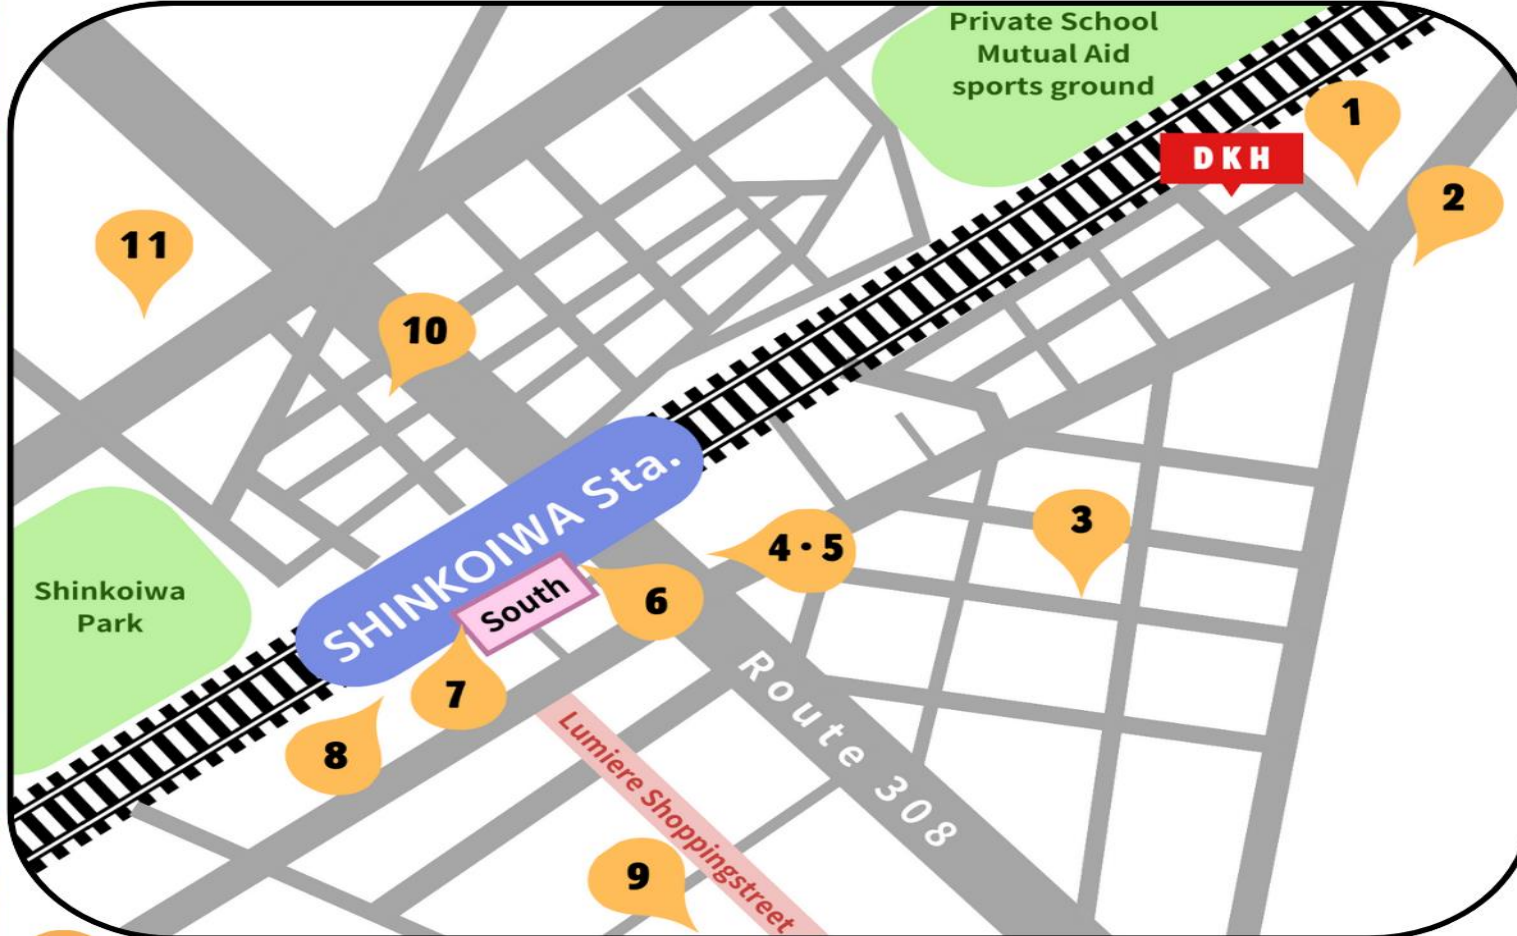 Private School
Mutual Aid
sports ground
1
DKH
2
11
10
SHINKOIWA Sta.
3
4・5
South
6
Shinkoiwa
Park
7
8
Route 308
Lumiere Shoppingstreet
9